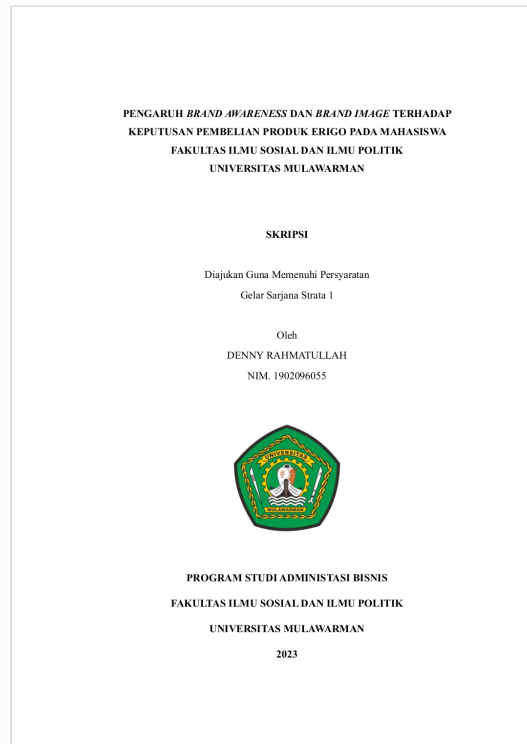 PENGARUH BRAND AWARENESS DAN BRAND IMAGE TERHADAP
KEPUTUSAN PEMBELIAN PRODUK ERIGO PADA MAHASISWA
FAKULTAS ILMU SOSIAL DAN ILMU POLITIK
UNIVERSITAS MULAWARMAN
SKRIPSI
Diajukan Guna Memenuhi Persyaratan
Gelar Sarjana Strata 1
Oleh
DENNY RAHMATULLAH
NIM. 1902096055
UNIVERSITAS
MULAWARMAN
PROGRAM STUDI ADMINISTASI BISNIS
FAKULTAS ILMU SOSIAL DAN ILMU POLITIK
UNIVERSITAS MULAWARMAN
2023